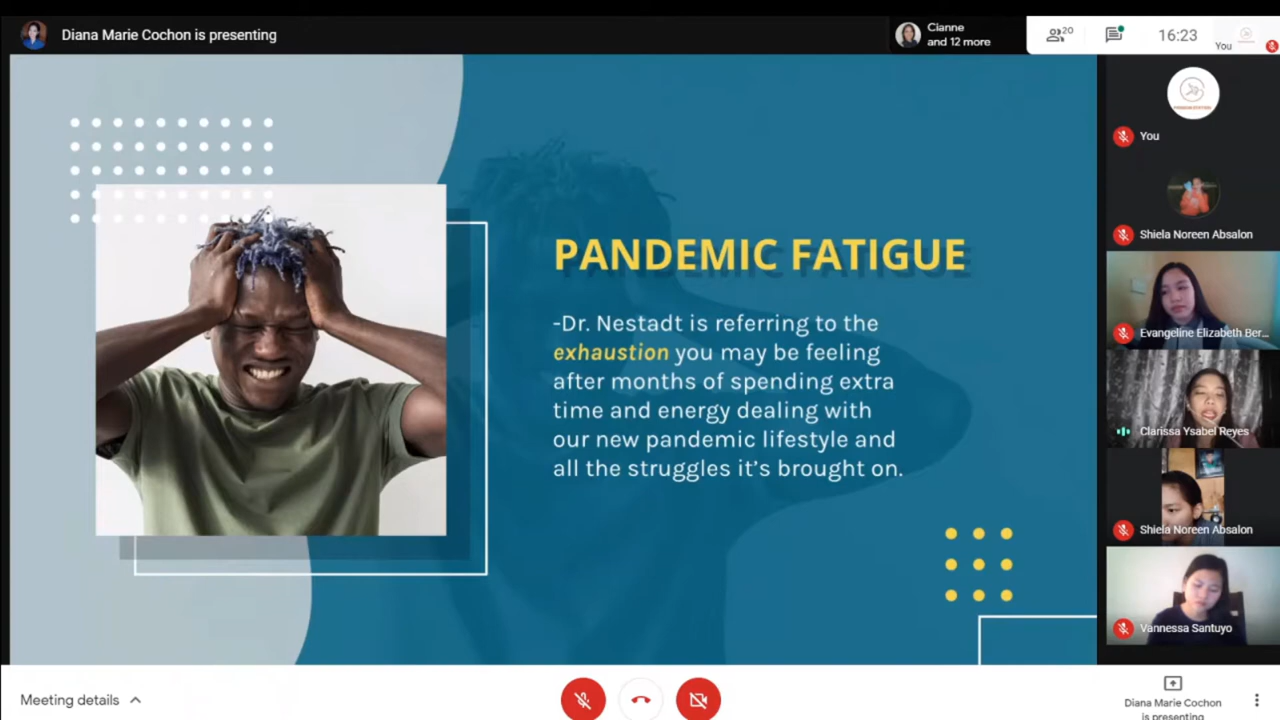 Diana Marie Cochon is presenting
Cianne
and 12 more
20
16:23
You
PANDEMIC FATIGUE
-Dr. Nestadt is referring to the
exhaustion you may be feeling
after months of spending extra
time and energy dealing with
our new pandemic lifestyle and
all the struggles it's brought on.
You
Shiela Noreen Absalon
Evangeline Elizabeth Ber...
Clarissa Ysabel Reyes
Shiela Noreen Absalon
Vannessa Santuyo
Meeting details
Diana Marie Cochon
is presenting